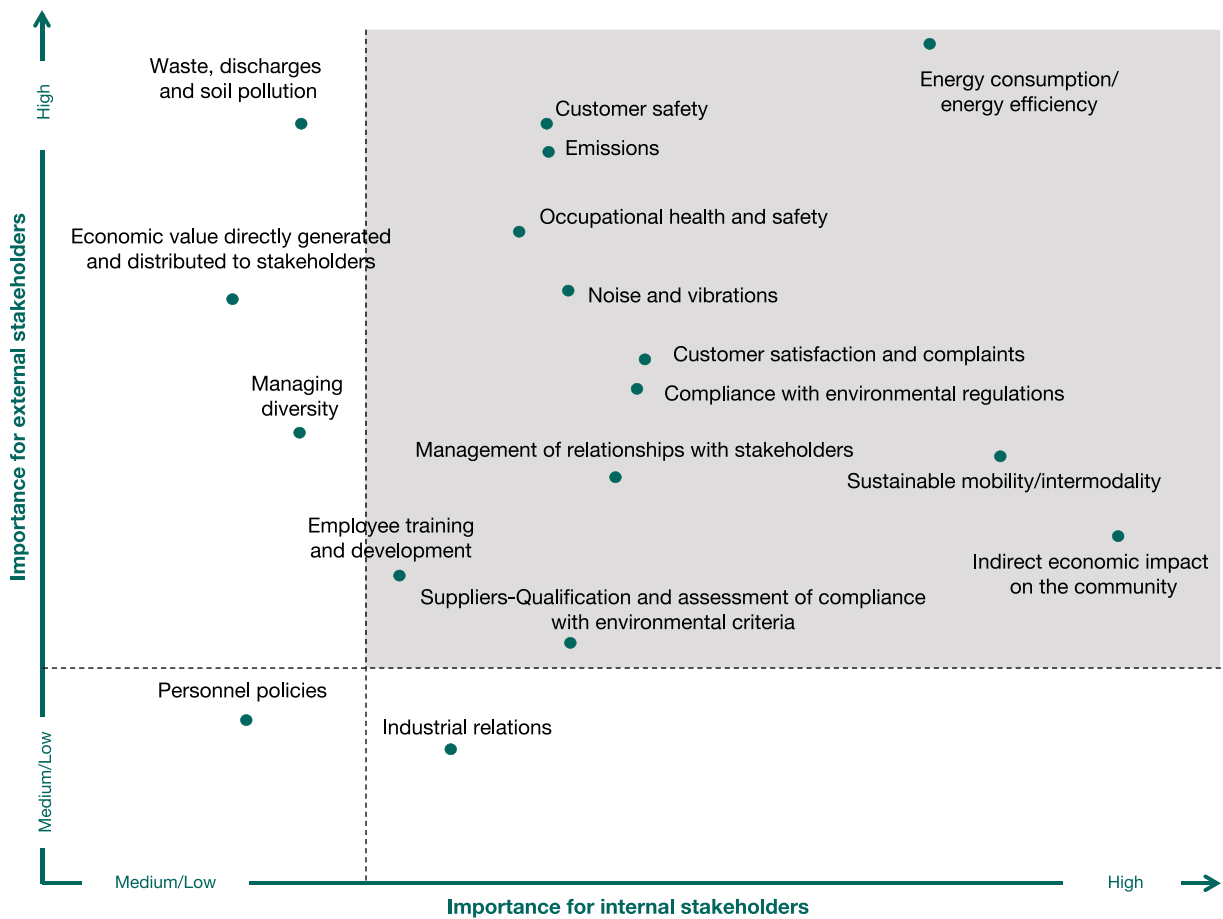 Waste, discharges
and soil pollution
Energy consumption/
energy efficiency
Customer safety
Emissions
Occupational health and safety
Economic value directly generated
and distributed to stakeholders
Noise and vibrations
Customer satisfaction and complaints
Managing
diversity
Compliance with environmental regulations
Management of relationships with stakeholders
Sustainable mobility/intermodality
Employee training
and development
Indirect economic impact
on the community
Suppliers-Qualification and assessment of compliance
with environmental criteria
Personnel policies
Industrial relations
High
Importance for external stakeholders
Medium/Low
Medium/Low
High
Importance for internal stakeholders